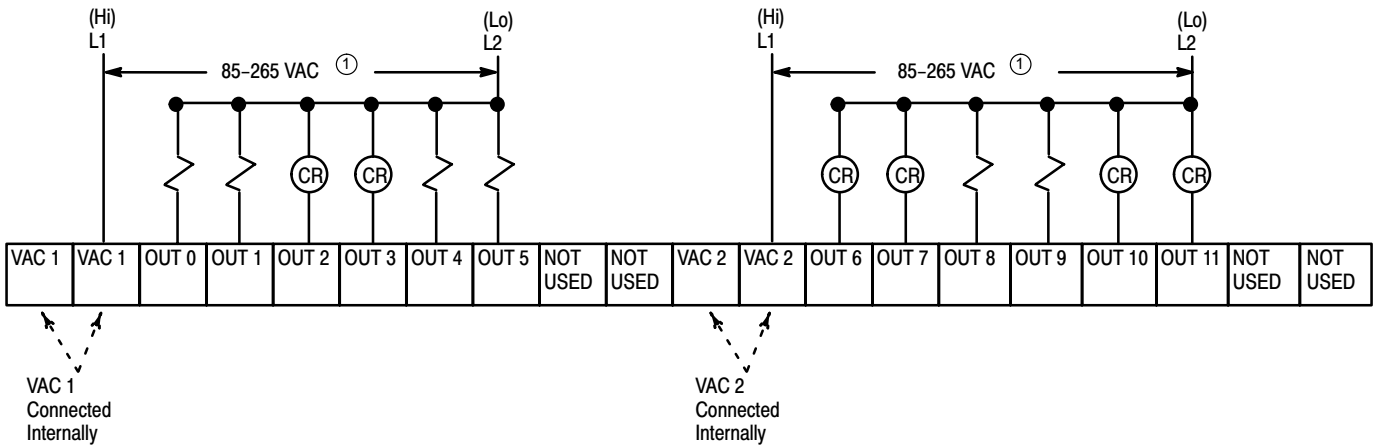 (Hi)
L1
(Lo)
L2
(Hi)
L1
(Lo)
L2
85–265 VAC ①
85–265 VAC ①
CR CR CR CR CR CR
VAC 1 VAC 1 OUT 0 OUT 1 OUT 2 OUT 3 OUT 4 OUT 5 NOT USED NOT USED VAC 2 VAC 2 OUT 6 OUT 7 OUT 8 OUT 9 OUT 10 OUT 11 NOT USED NOT USED
VAC 1
Connected
Internally
VAC 2
Connected
Internally